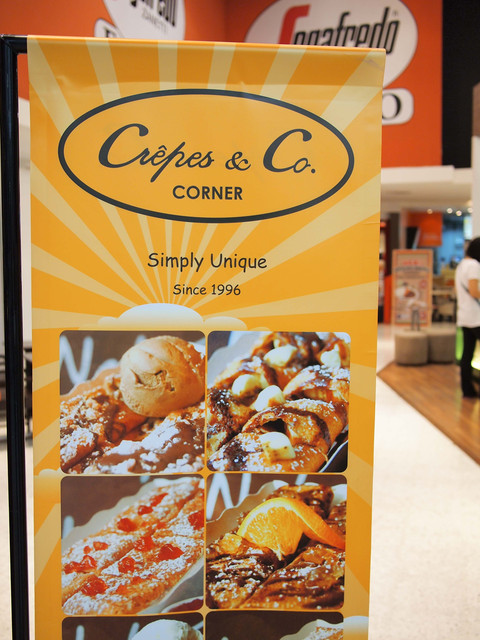 Segafredo
Crêpes & Co.
CORNER
Simply Unique
Since 1996